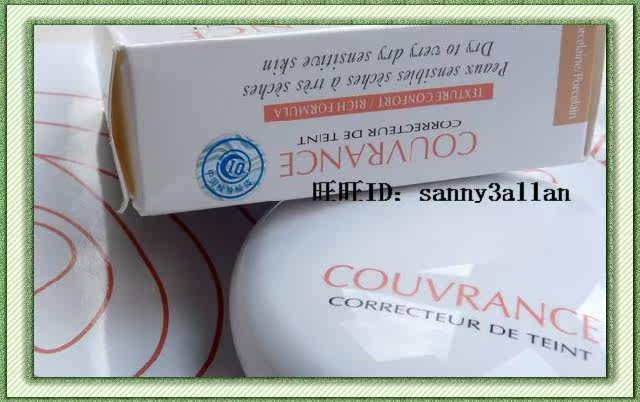 Porcelaine/Porcelain
Dry to very dry sensitive skin
Peaux sensibles sèches à très sèches
TEXTURE CONFORT / RICH FORMULA
CORRECTEUR DE TEINT
COUVRANCE
CIQ
旺旺ID：sanny3allan
COUVRANCE
CORRECTEUR DE TEINT